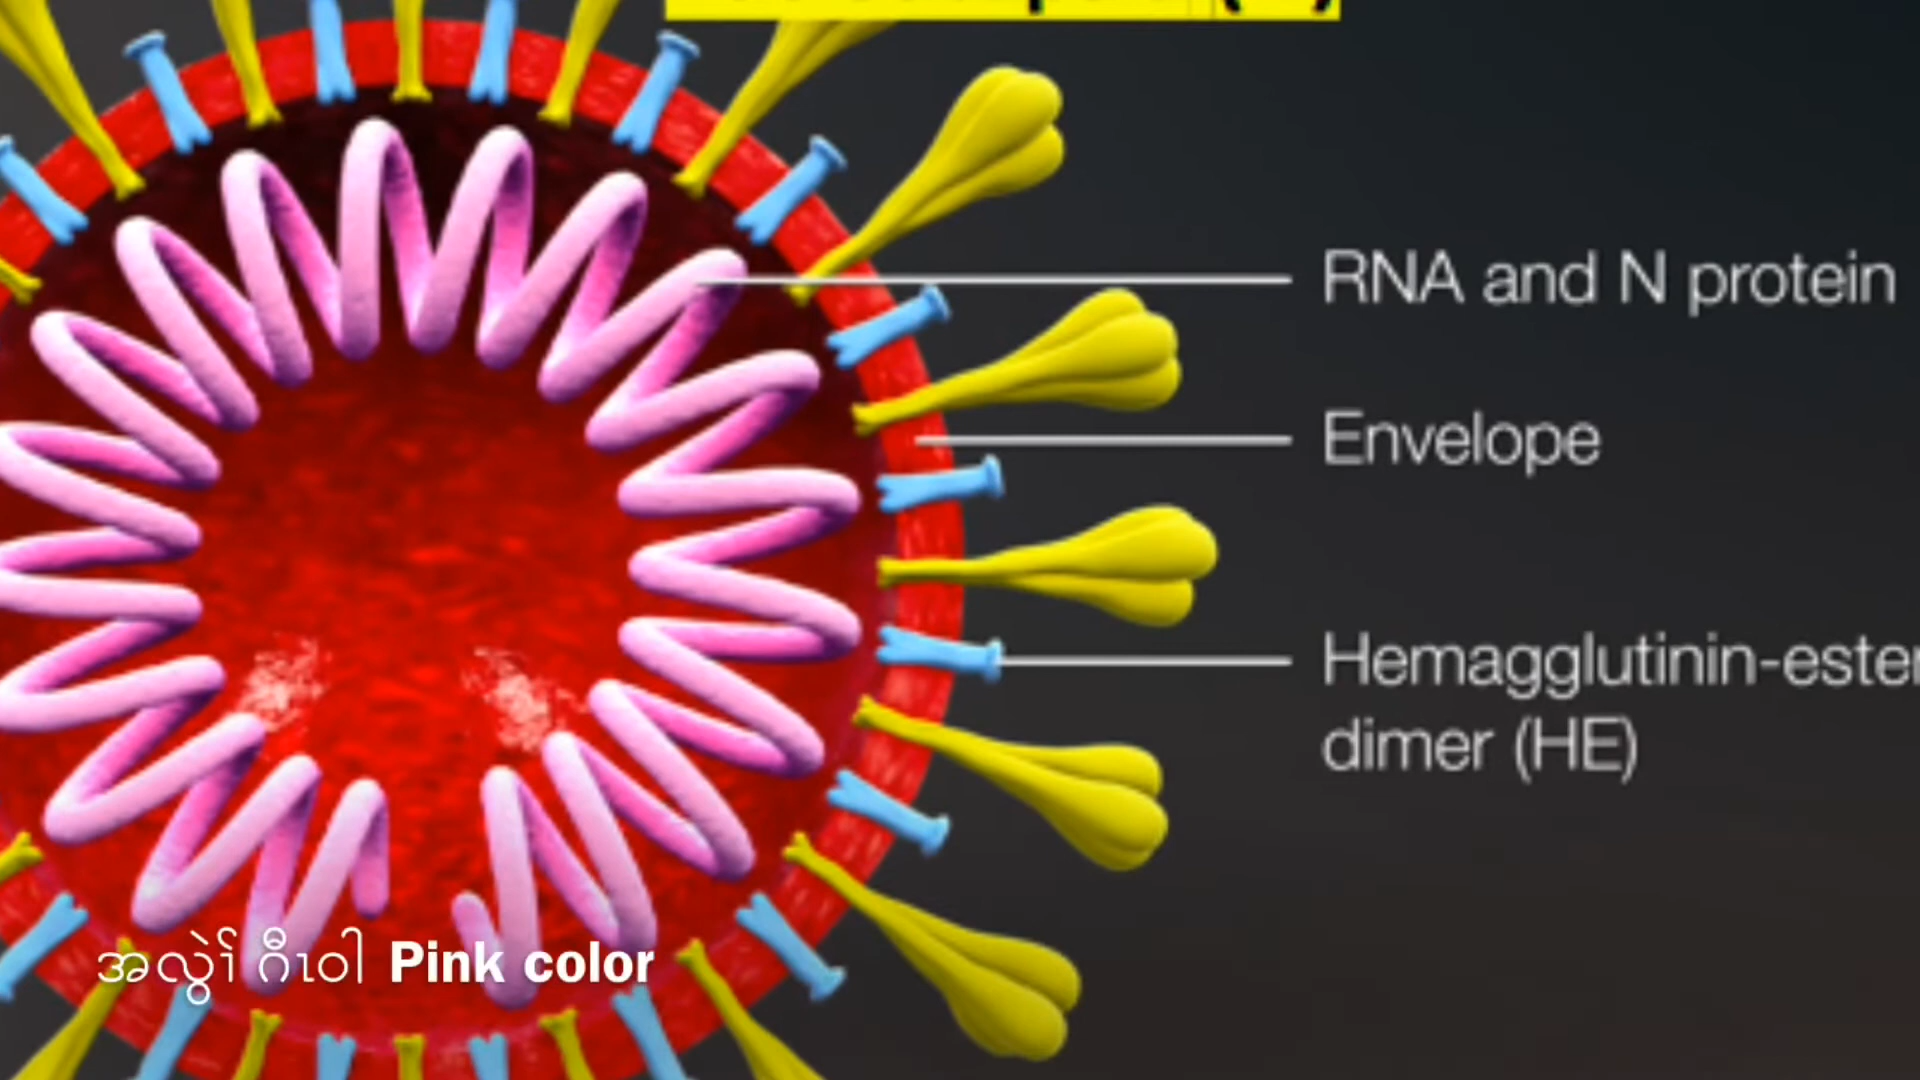 RNA and N protein
Envelope
Hemagglutinin-ester
dimer (HE)
အလွဲၢ် ဂီၤဝါ Pink color